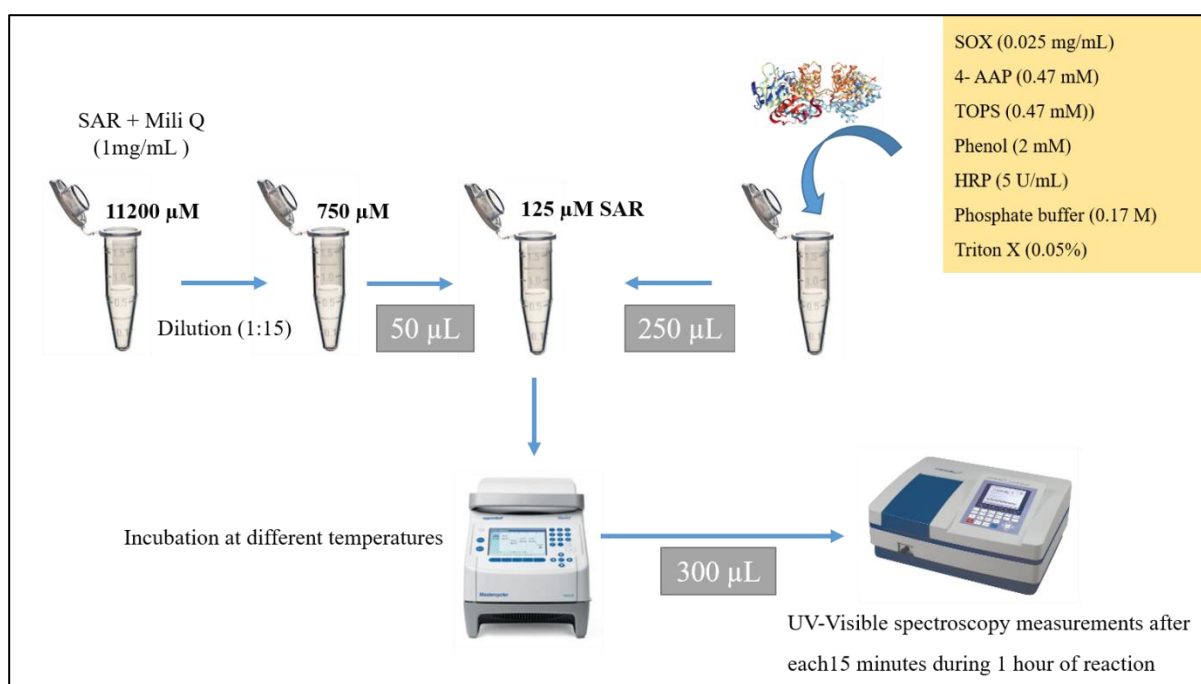 SOX (0.025 mg/mL)
4- AAP (0.47 mM)
TOPS (0.47 mM))
Phenol (2 mM)
HRP (5 U/mL)
Phosphate buffer (0.17 M)
Triton X (0.05%)
SAR + Mili Q
(1mg/mL )
11200 µM
750 µM
125 µM SAR
Dilution (1:15)
50 µL
250 µL
Incubation at different temperatures
300 µL
UV-Visible spectroscopy measurements after
each15 minutes during 1 hour of reaction